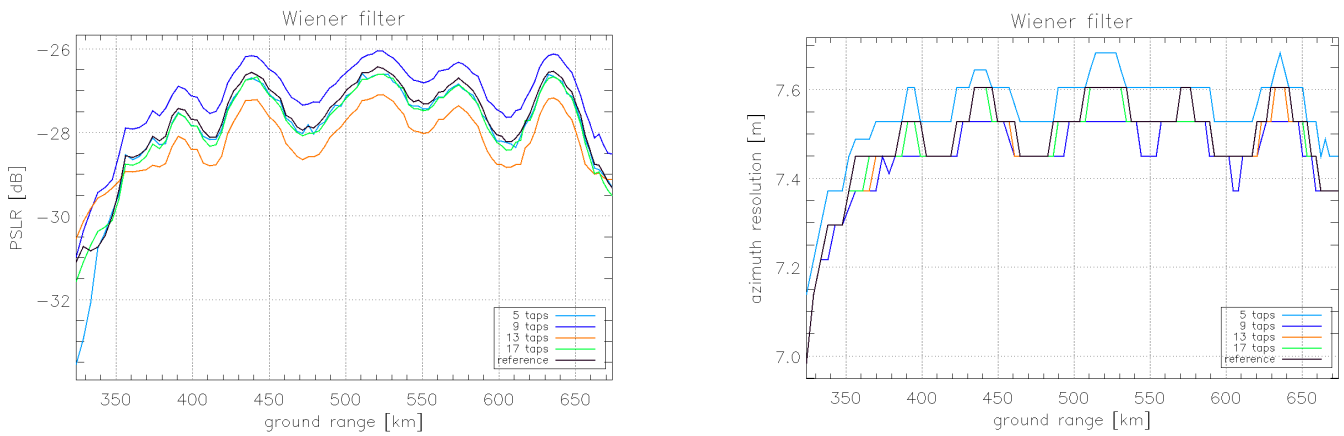 Wiener filter
PSLR [dB]
-26
-28
-30
-32
350 400 450 500 550 600 650
ground range [km]
5 taps
9 taps
13 taps
17 taps
reference
Wiener filter
azimuth resolution [m]
7.6
7.4
7.2
7.0
350 400 450 500 550 600 650
ground range [km]
5 taps
9 taps
13 taps
17 taps
reference